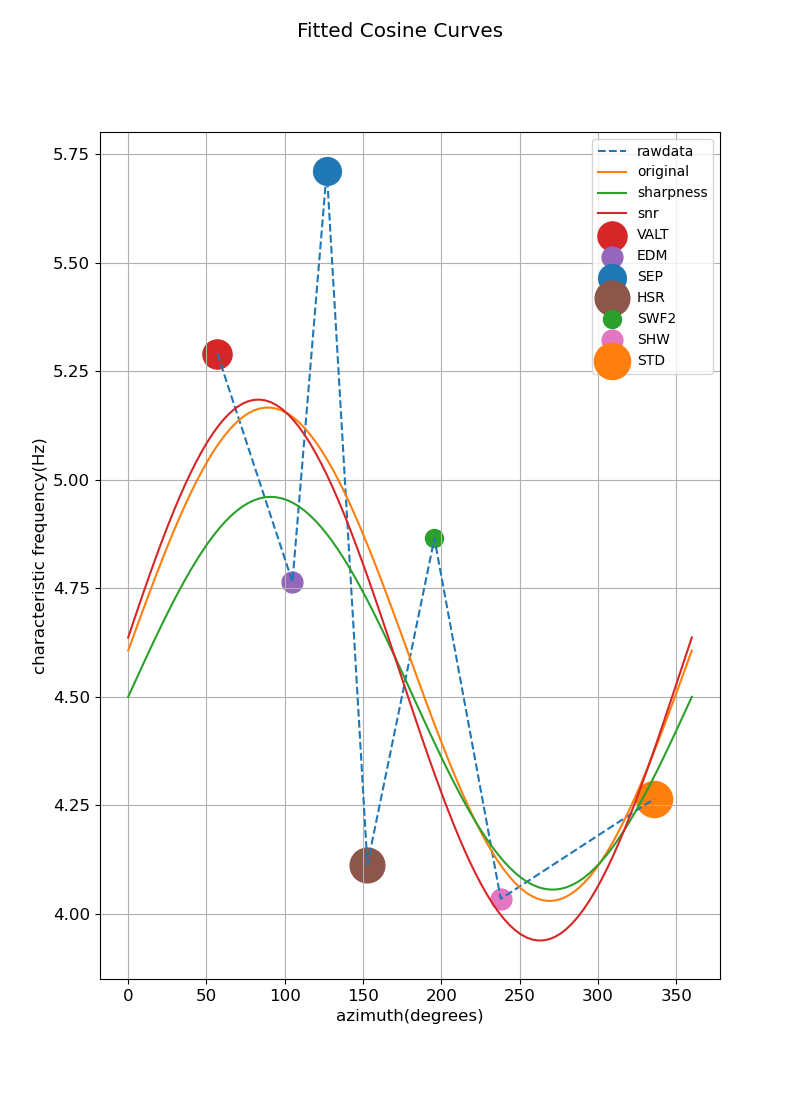 Fitted Cosine Curves
rawdata
original
sharpness
snr
VALT
EDM
SEP
HSR
SWF2
SHW
STD
5.75
5.50
5.25
5.00
4.75
4.50
4.25
4.00
characteristic frequency(Hz)
0 50 100 150 200 250 300 350
azimuth(degrees)